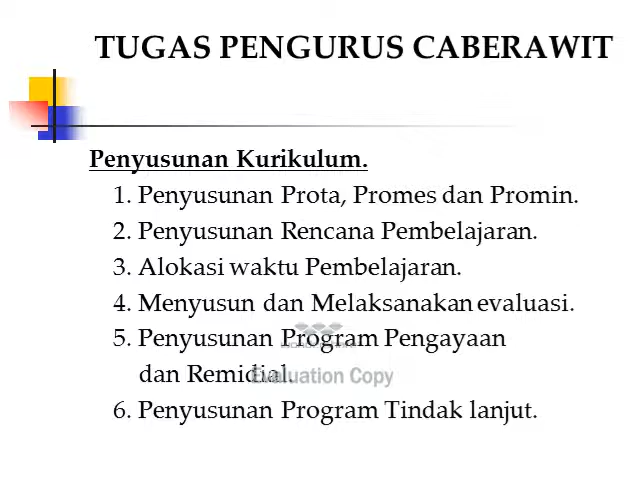 TUGAS PENGURUS CABERAWIT
Penyusunan Kurikulum.
1. Penyusunan Prota, Promes dan Promin.
2. Penyusunan Rencana Pembelajaran.
3. Alokasi waktu Pembelajaran.
4. Menyusun dan Melaksanakan evaluasi.
5. Penyusunan Program Pengayaan
dan Remidial.
Evaluation Copy
6. Penyusunan Program Tindak lanjut.